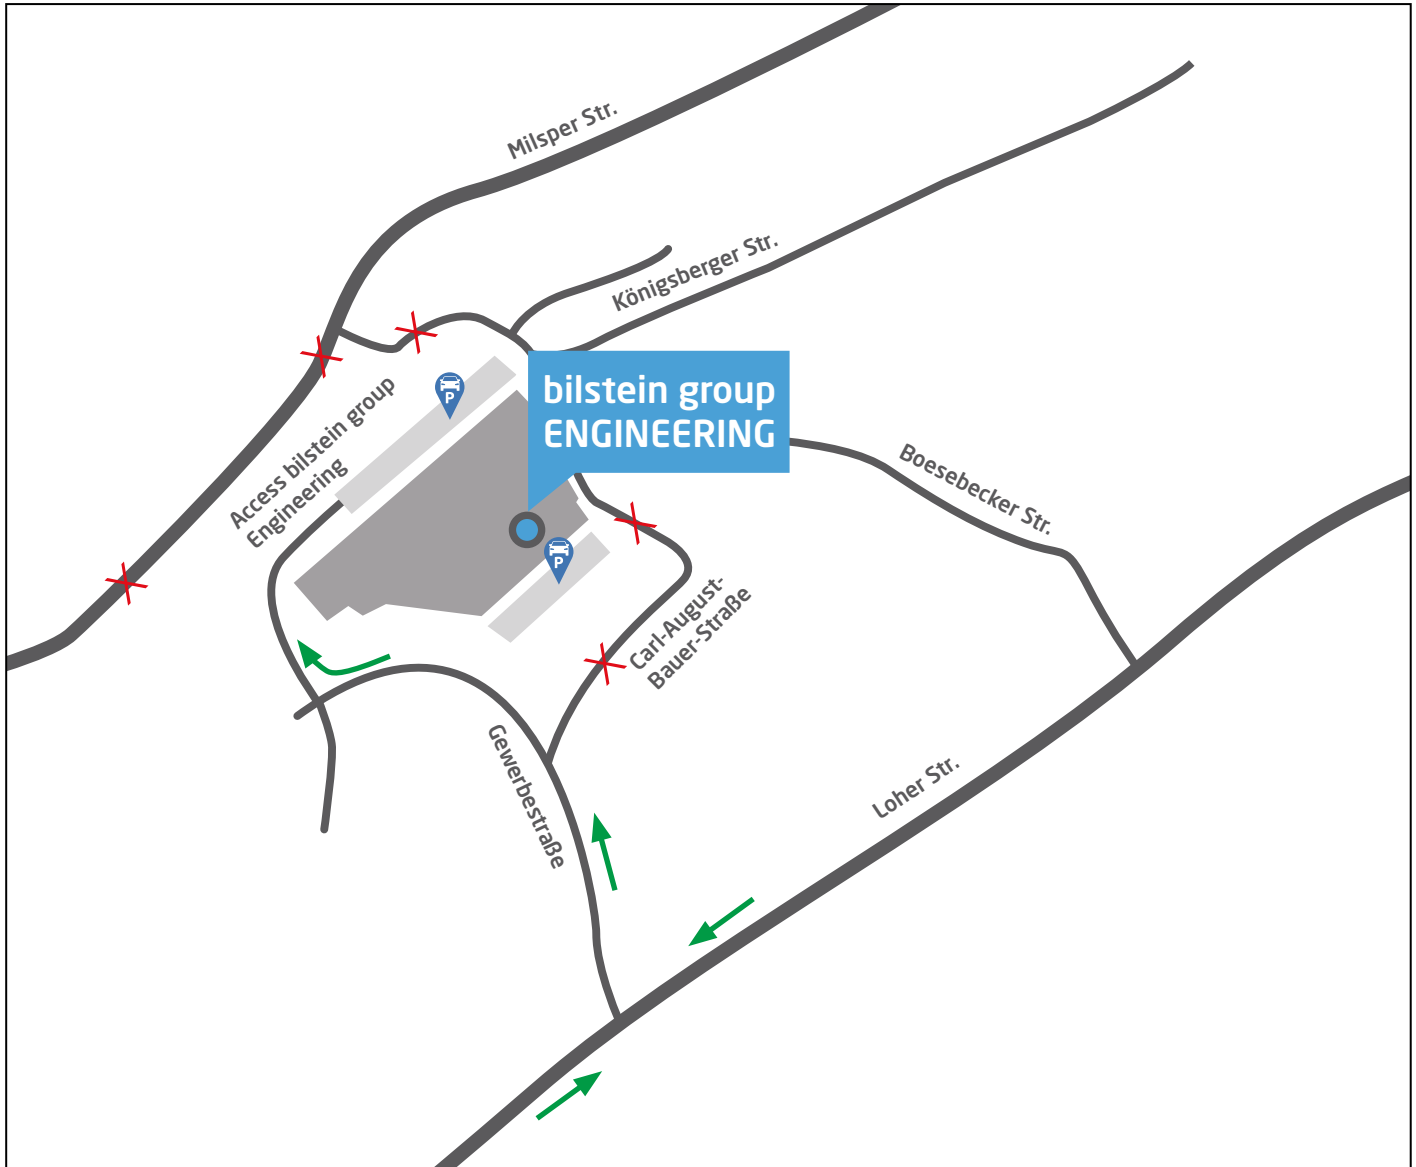 Milsper Str.
Königsberger Str.
Access bilstein group
Engineering
P
bilstein group
ENGINEERING
Boesebecker Str.
P
Carl-August-
Bauer-Straße
Gewerbestraße
Loher Str.